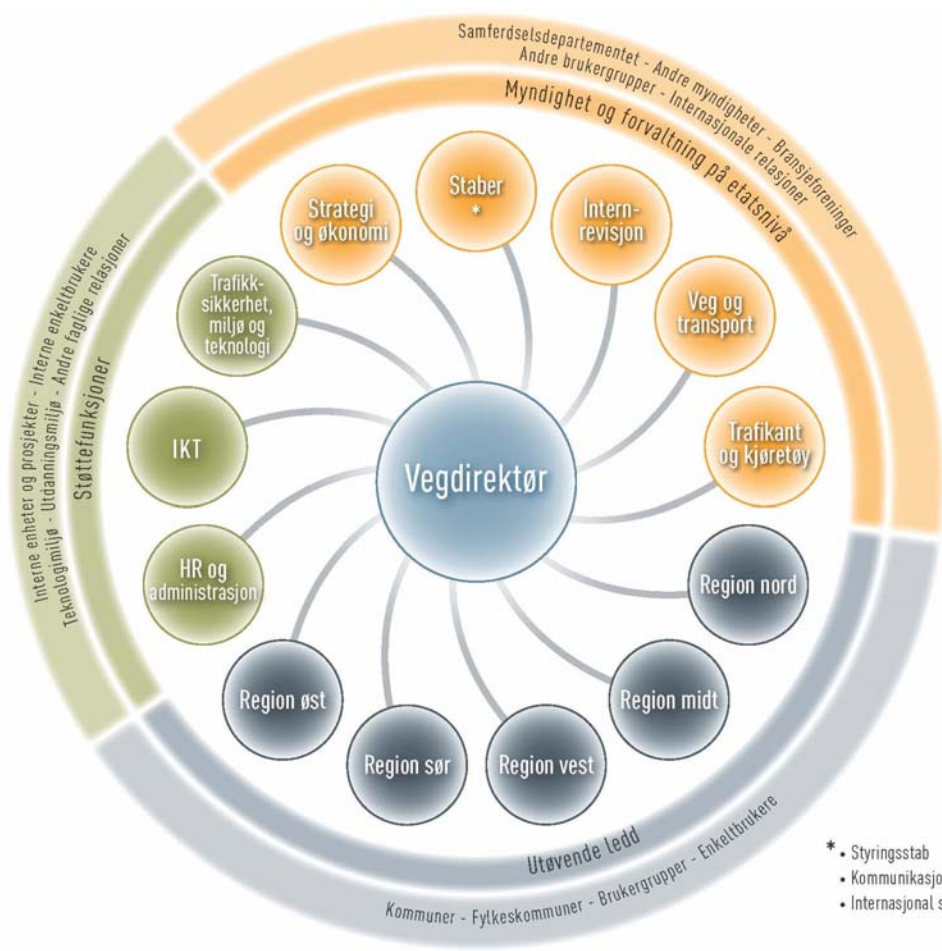 Samferdselsdepartementet - Andre myndigheter - Bransjeforeninger
Andre brukergrupper - Internasjonale relasjoner
Myndighet og forvaltning på etatsnivå
Staber
*
Strategi
og økonomi
Intern-
revisjon
Trafikk-
sikkerhet,
miljø og
teknologi
Veg og
transport
Interne enheter og prosjekter - Interne enkeltbrukere
Teknologimiljø - Utdanningsmiljø - Andre faglige relasjoner
Støttefunksjoner
IKT
Trafikant
og kjøretøy
Vegdirektør
HR og
administrasjon
Region nord
Region øst
Region midt
Region sør
Region vest
Utøvende ledd
Kommuner - Fylkeskommuner - Brukergrupper - Enkeltbrukere
* • Styringsstab
• Kommunikasjo
• Internasjonal s